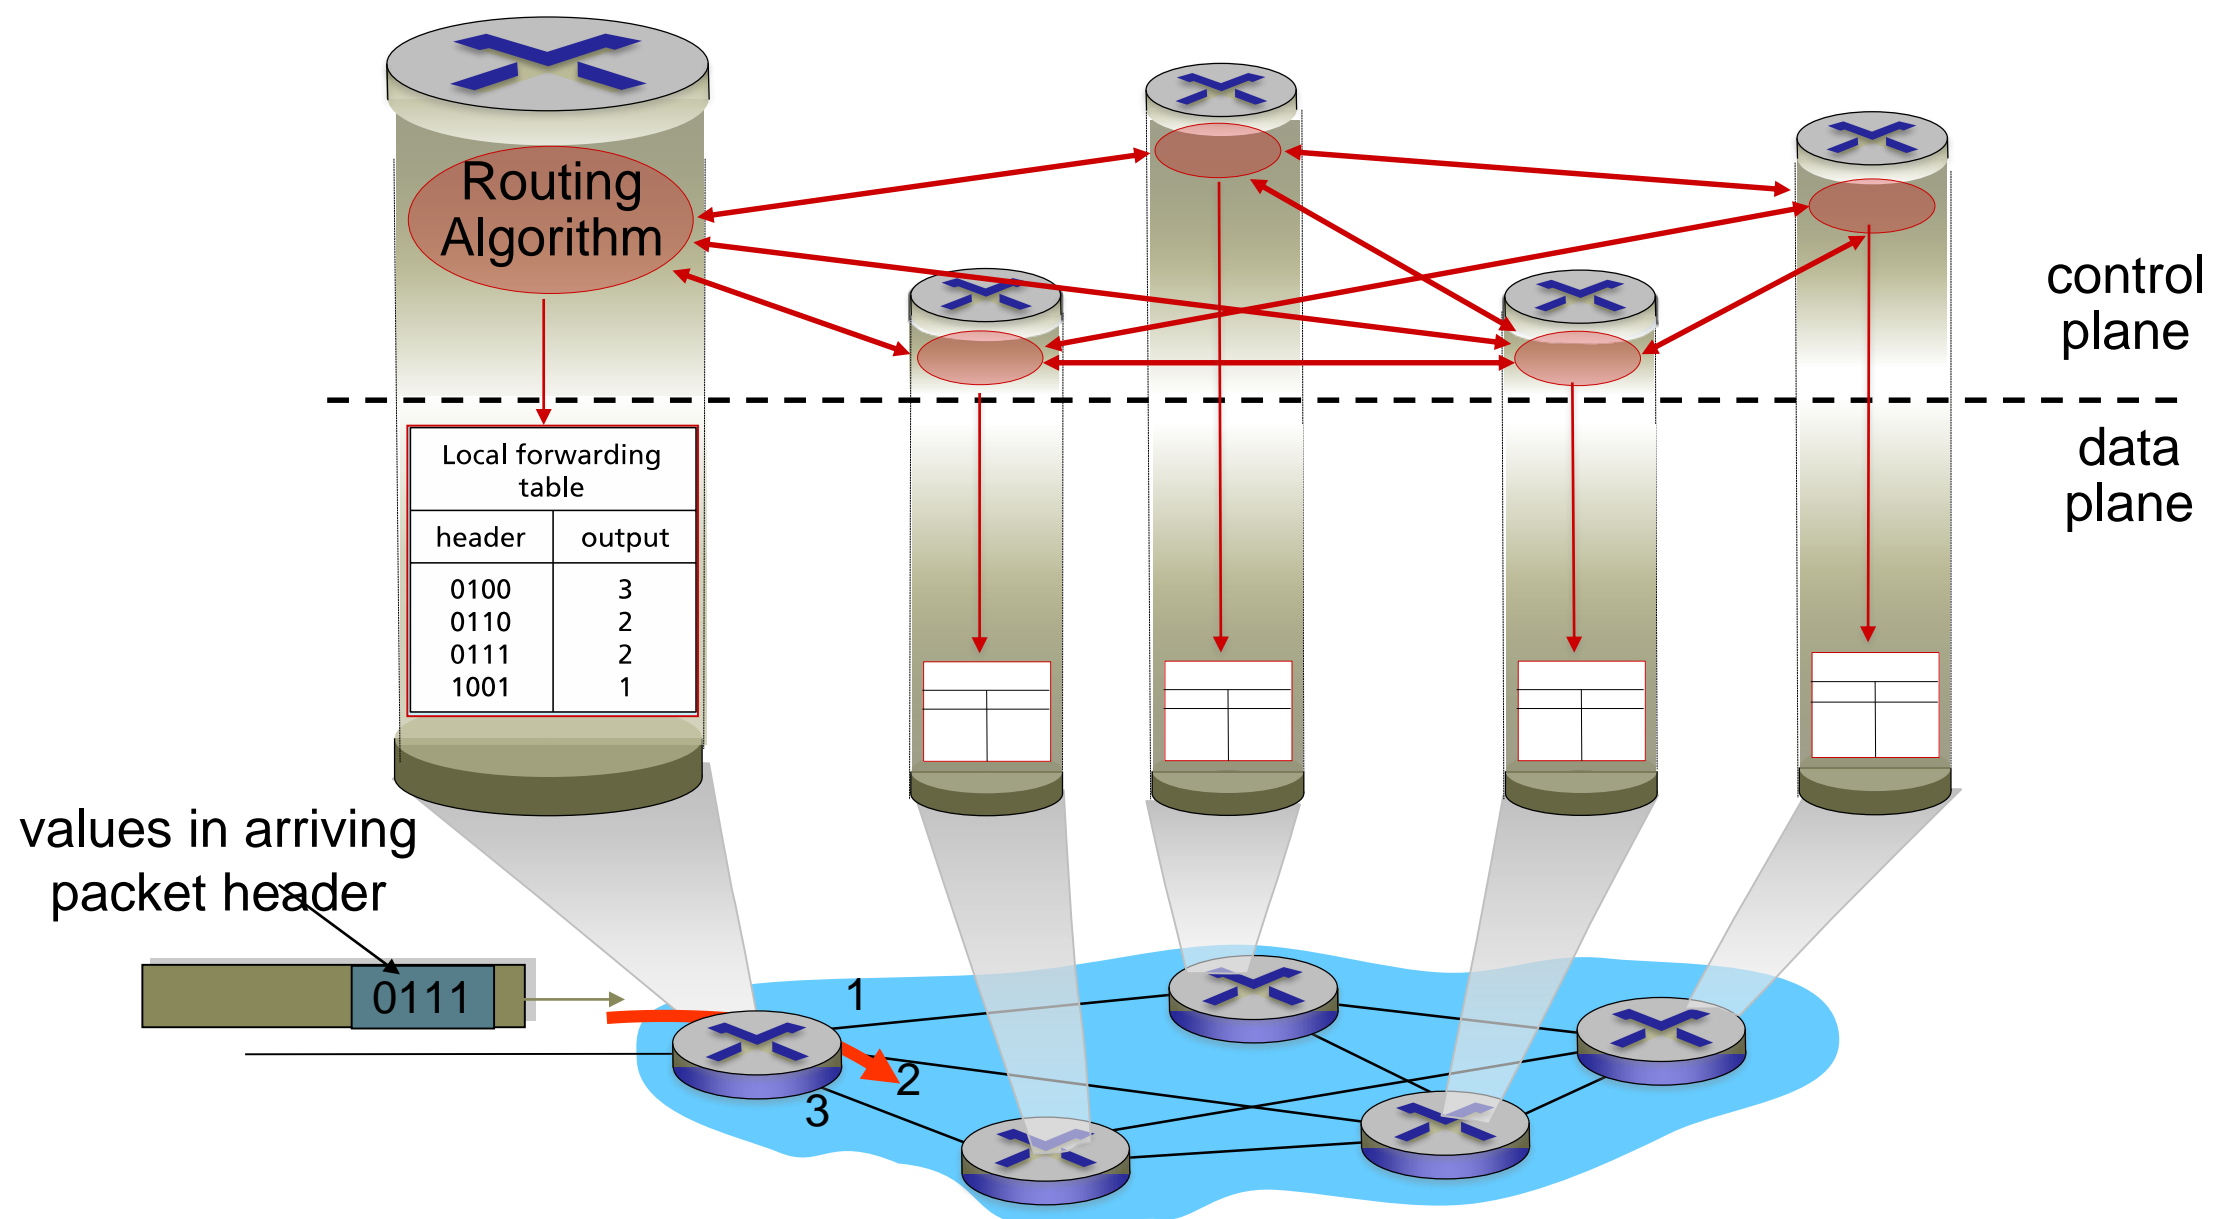 Routing
Algorithm
control
plane
data
plane
Local forwarding
table
header output
0100 3
0110 2
0111 2
1001 1
values in arriving
packet header
0111
1
2
3